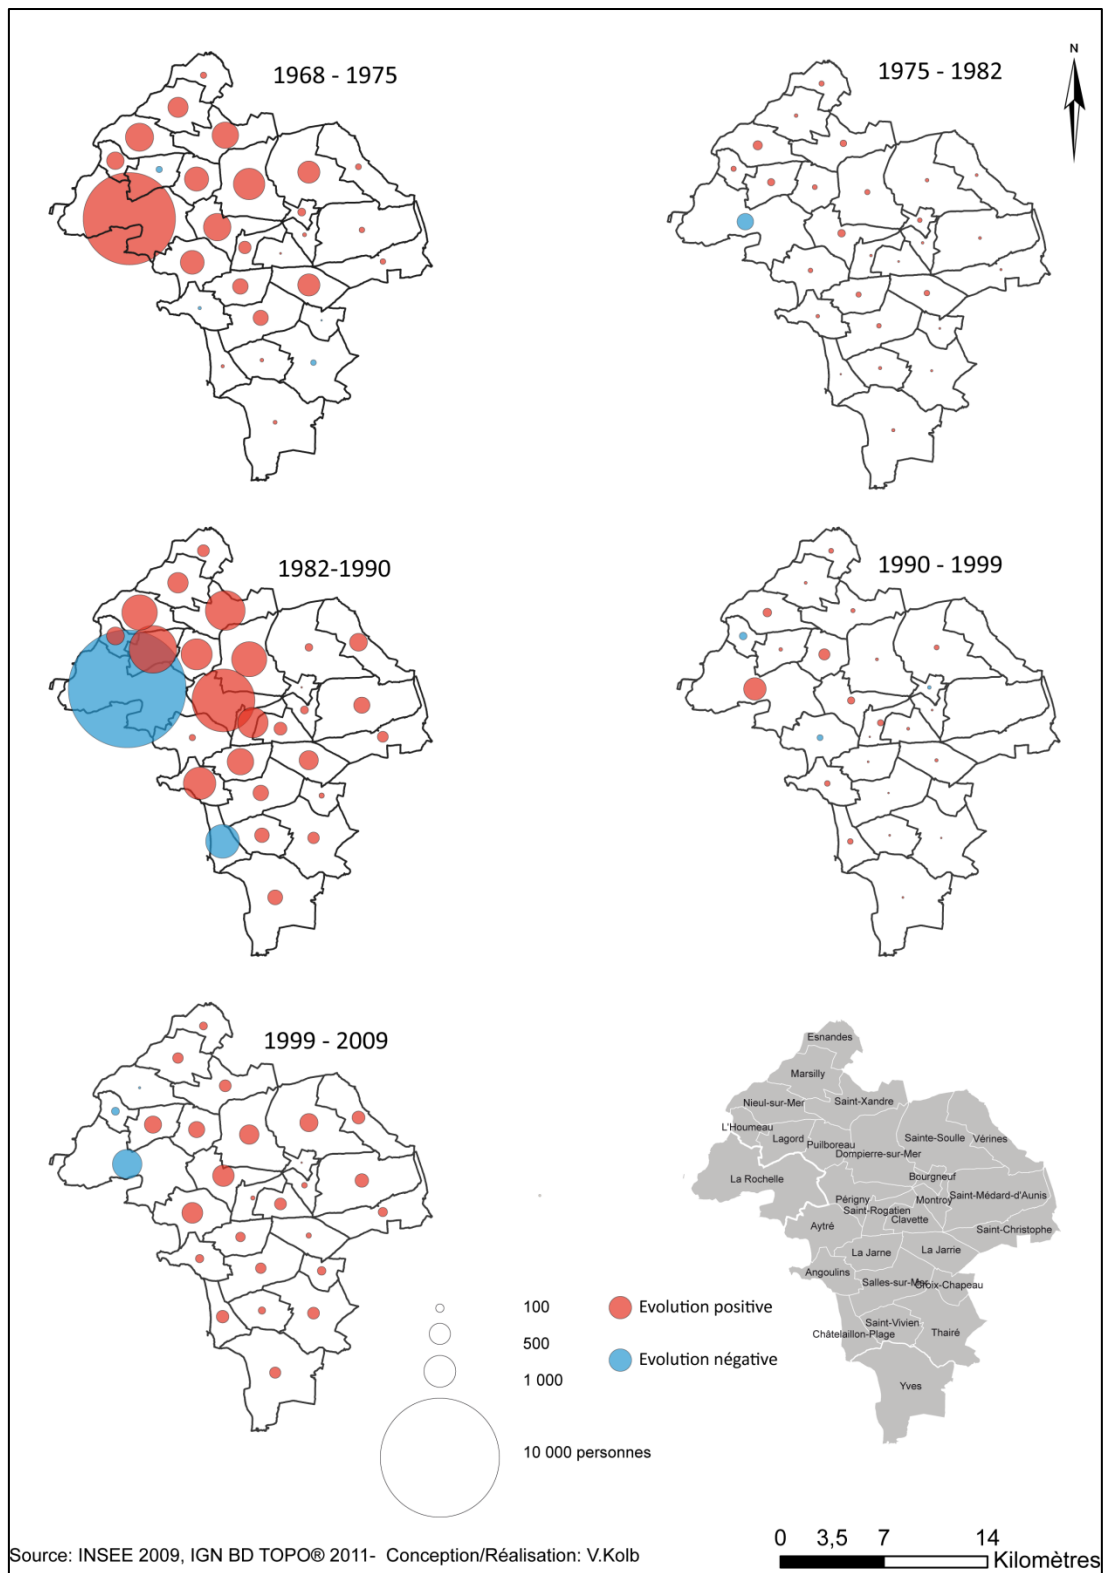 1968 - 1975
1975 - 1982
N
1982-1990
1990 - 1999
1999 - 2009
Esnandes
Marsilly
Nieul-sur-Mer
Saint-Xandre
L'Houmeau
Lagord
Puilboreau
Sainte-Soulle
Vérines
Dompierre-sur-Mer
La Rochelle
Bourgneuf
Périgny
Montroy
Saint-Médard-d'Aunis
Saint-Rogatien
Aytré
Clavette
Saint-Christophe
La Jarne
La Jarrie
Angoulins
Salles-sur-Mer
Croix-Chapeau
Saint-Vivien
Châtelaillon-Plage
Thairé
Yves
100
500
1 000
10 000 personnes
Evolution positive
Evolution négative
0 3,5 7 14
Kilomètres
Source: INSEE 2009, IGN BD TOPO® 2011- Conception/Réalisation: V.Kolb